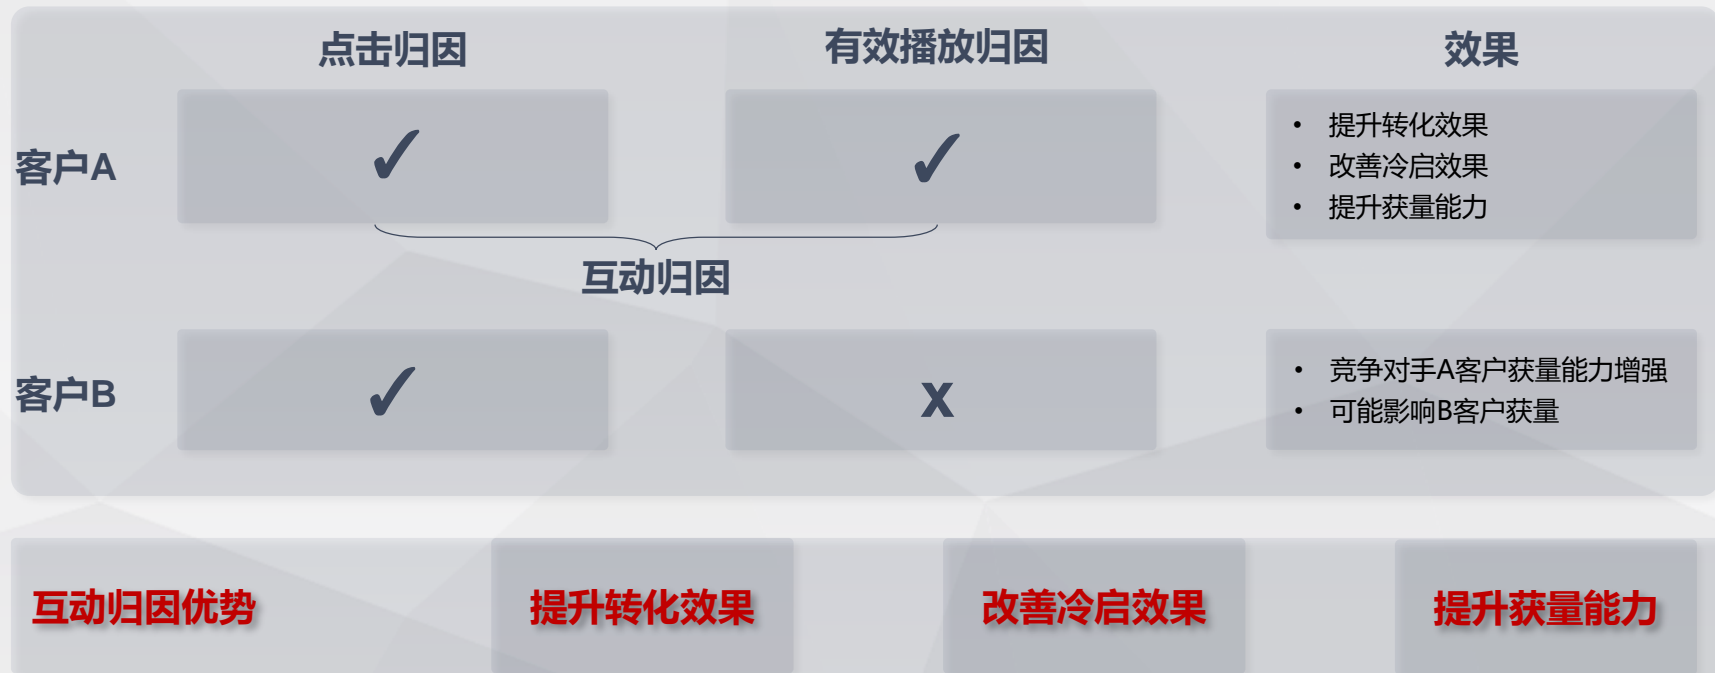 点击归因
有效播放归因
效果
客户A
✓
✓
• 提升转化效果
• 改善冷启效果
• 提升获量能力
互动归因
客户B
✓
x
• 竞争对手A客户获量能力增强
• 可能影响B客户获量
互动归因优势
提升转化效果
改善冷启效果
提升获量能力